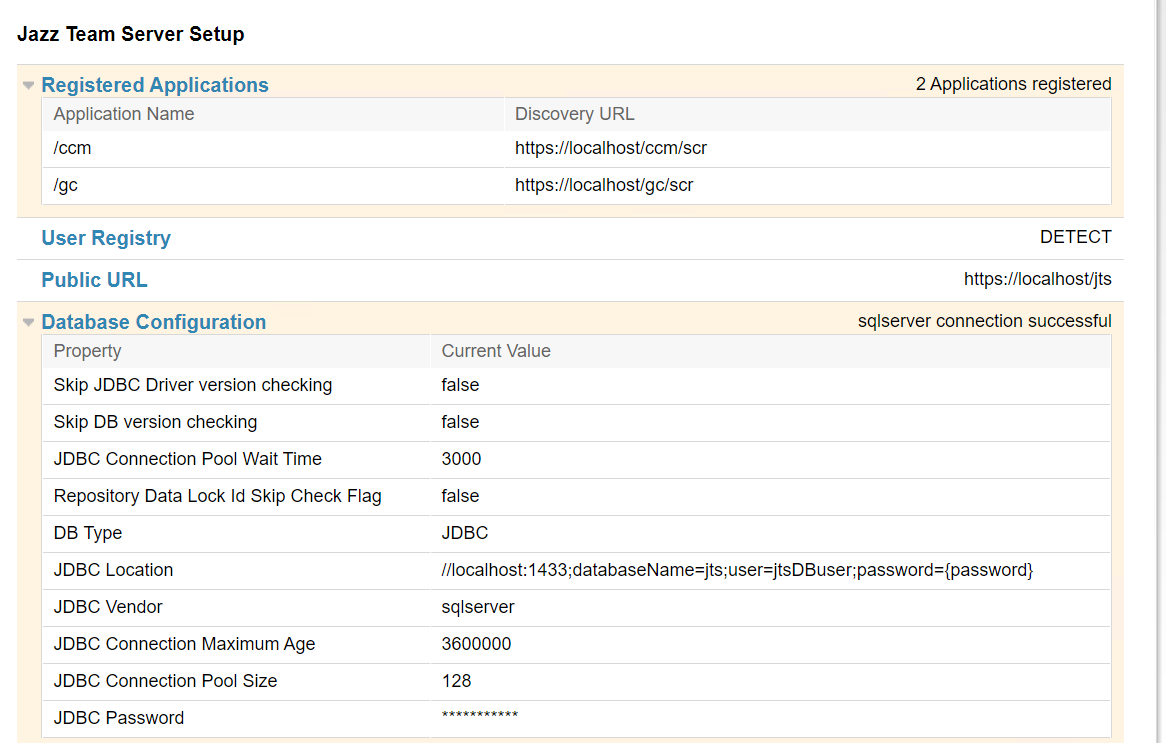 Jazz Team Server Setup
Registered Applications 2 Applications registered
Application Name Discovery URL
/ccm https://localhost/ccm/scr
/gc https://localhost/gc/scr
User Registry DETECT
Public URL https://localhost/jts
Database Configuration sqlserver connection successful
Property Current Value
Skip JDBC Driver version checking false
Skip DB version checking false
JDBC Connection Pool Wait Time 3000
Repository Data Lock Id Skip Check Flag false
DB Type JDBC
JDBC Location //localhost:1433;databaseName=jts;user=jtsDBuser;password={password}
JDBC Vendor sqlserver
JDBC Connection Maximum Age 3600000
JDBC Connection Pool Size 128
JDBC Password ***********